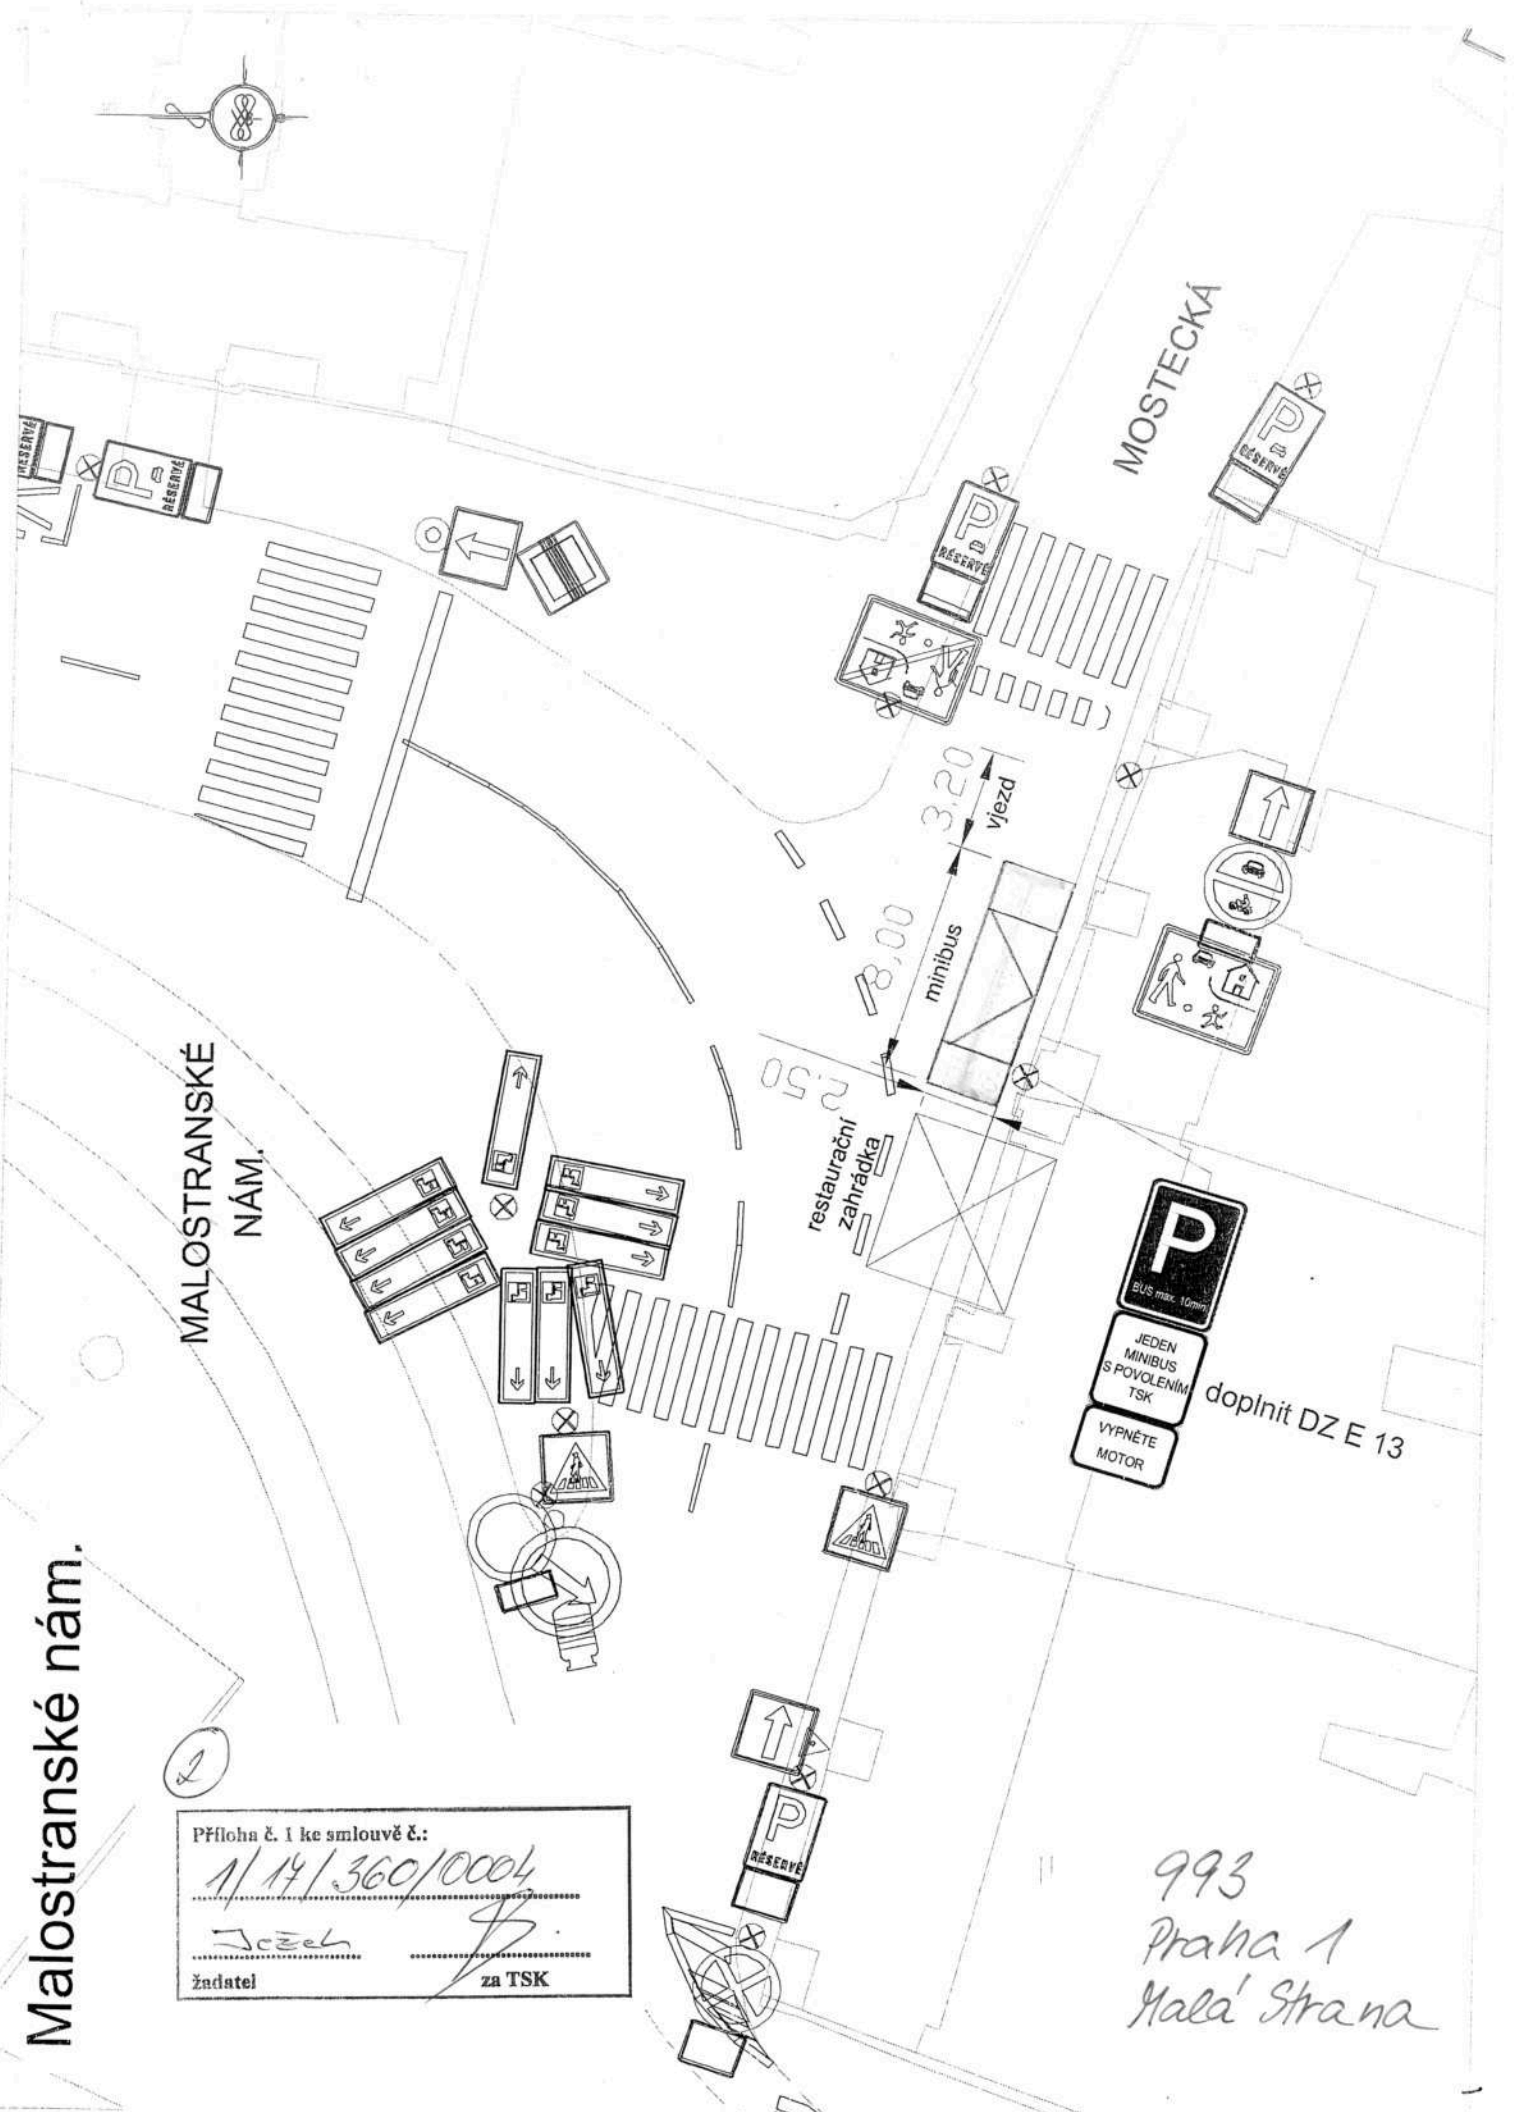 Malostranské nám.
MALOSTRANSKÉ
NÁM.
MOSTECKÁ
RÉSERVÉ
P
RÉSERVÉ
P
RÉSERVÉ
P
RÉSERVÉ
3.20
vjezd
8.00
minibus
2.50
restaurační
zahrádka
P
BUS max. 10min
JEDEN
MINIBUS
S POVOLENÍM
TSK
VYPNĚTE
MOTOR
doplnit DZ E 13
P
RÉSERVÉ
2
Příloha č. 1 ke smlouvě č.:
1/17/360/0004
Ježek
žadatel
za TSK
993
Praha 1
Malá Strana